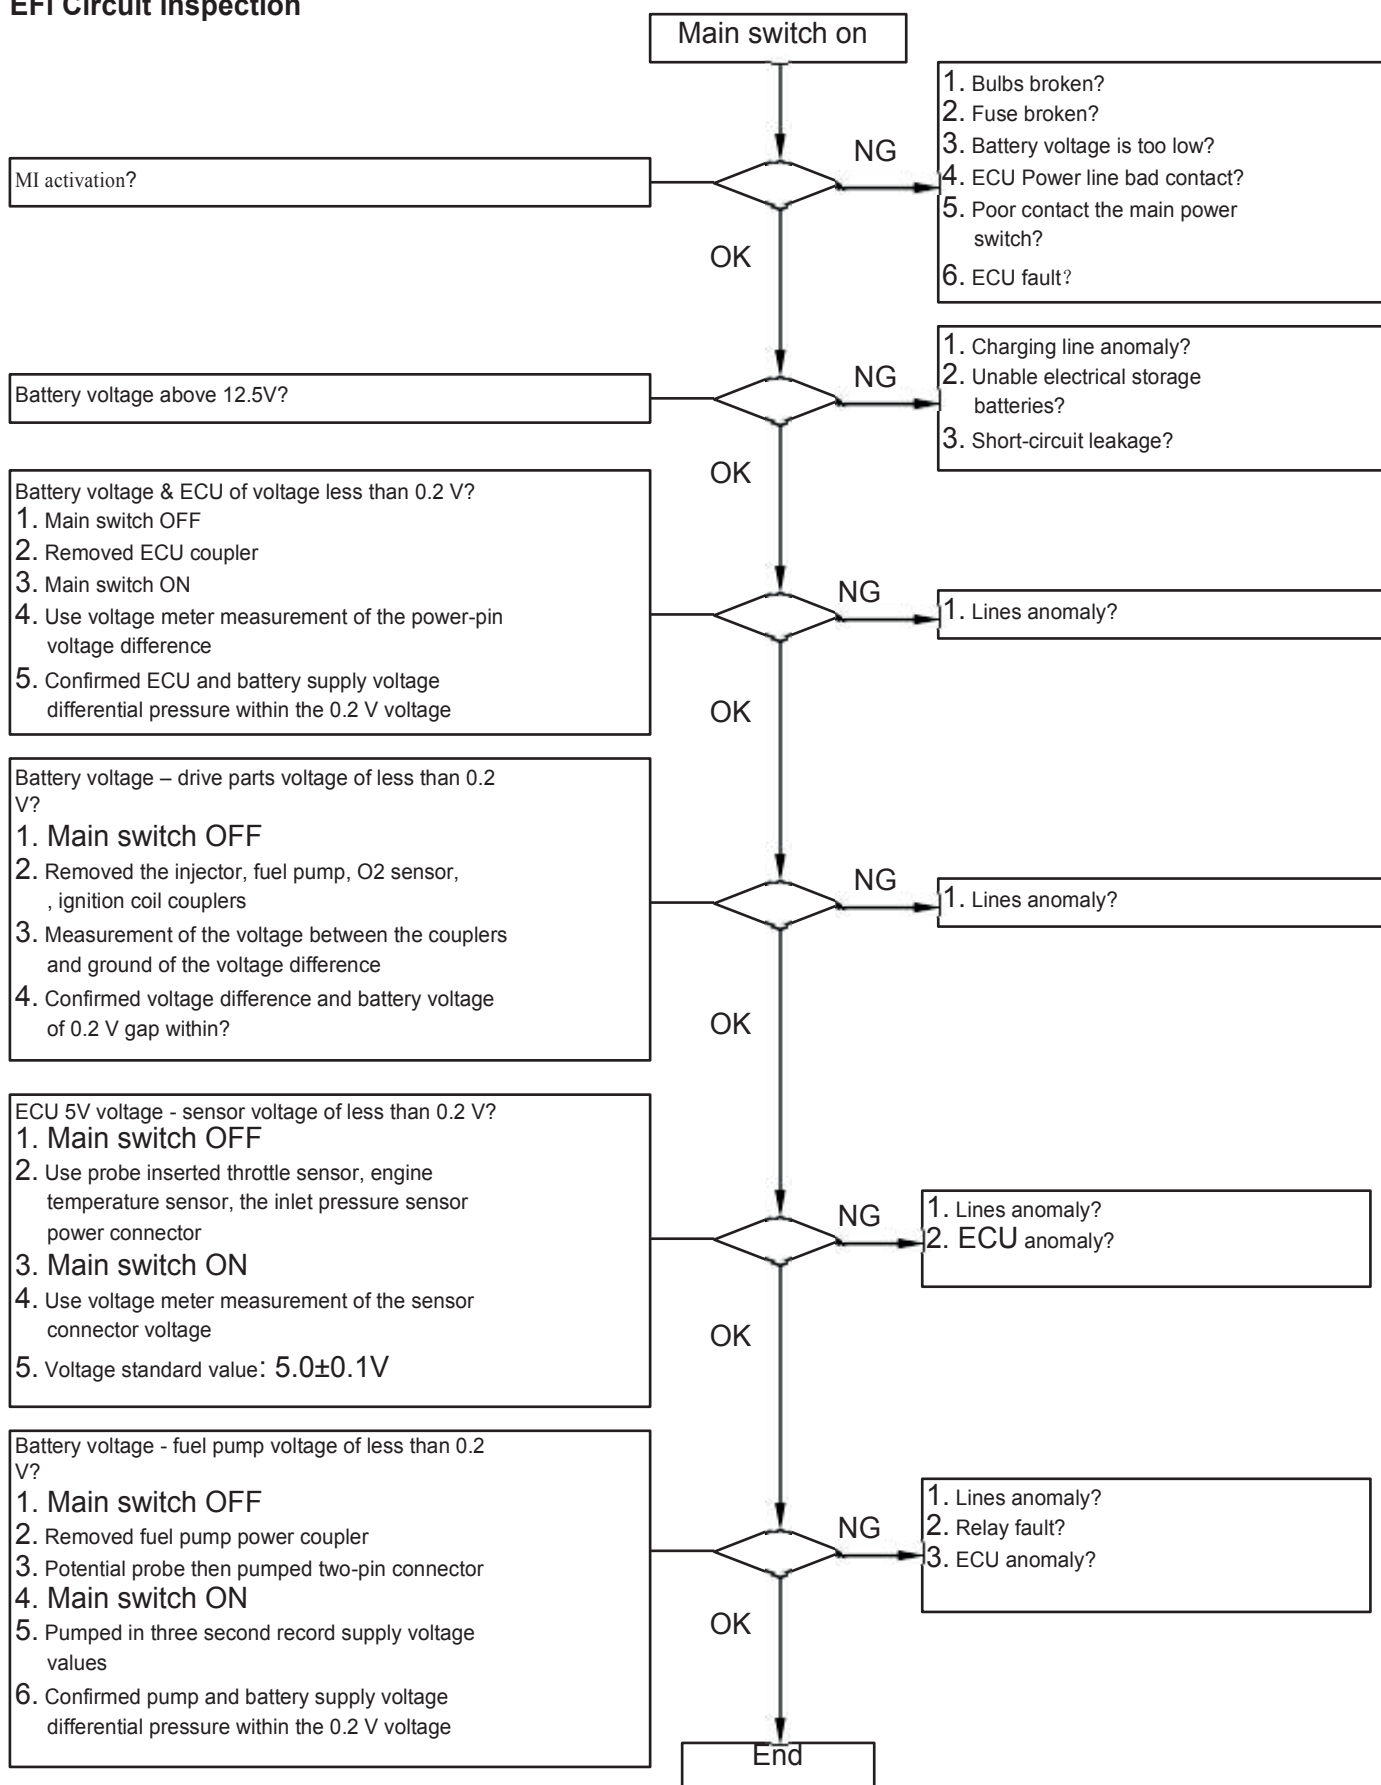 EFI Circuit Inspection
Main switch on
MI activation?
NG
1. Bulbs broken?
2. Fuse broken?
3. Battery voltage is too low?
4. ECU Power line bad contact?
5. Poor contact the main power
switch?
6. ECU fault?
OK
Battery voltage above 12.5V?
NG
1. Charging line anomaly?
2. Unable electrical storage
batteries?
3. Short-circuit leakage?
OK
Battery voltage & ECU of voltage less than 0.2 V?
1. Main switch OFF
2. Removed ECU coupler
3. Main switch ON
4. Use voltage meter measurement of the power-pin
voltage difference
5. Confirmed ECU and battery supply voltage
differential pressure within the 0.2 V voltage
NG
1. Lines anomaly?
OK
Battery voltage – drive parts voltage of less than 0.2
V?
1. Main switch OFF
2. Removed the injector, fuel pump, O2 sensor,
, ignition coil couplers
3. Measurement of the voltage between the couplers
and ground of the voltage difference
4. Confirmed voltage difference and battery voltage
of 0.2 V gap within?
NG
1. Lines anomaly?
OK
ECU 5V voltage - sensor voltage of less than 0.2 V?
1. Main switch OFF
2. Use probe inserted throttle sensor, engine
temperature sensor, the inlet pressure sensor
power connector
3. Main switch ON
4. Use voltage meter measurement of the sensor
connector voltage
5. Voltage standard value: 5.0±0.1V
NG
1. Lines anomaly?
2. ECU anomaly?
OK
Battery voltage - fuel pump voltage of less than 0.2
V?
1. Main switch OFF
2. Removed fuel pump power coupler
3. Potential probe then pumped two-pin connector
4. Main switch ON
5. Pumped in three second record supply voltage
values
6. Confirmed pump and battery supply voltage
differential pressure within the 0.2 V voltage
NG
1. Lines anomaly?
2. Relay fault?
3. ECU anomaly?
OK
End